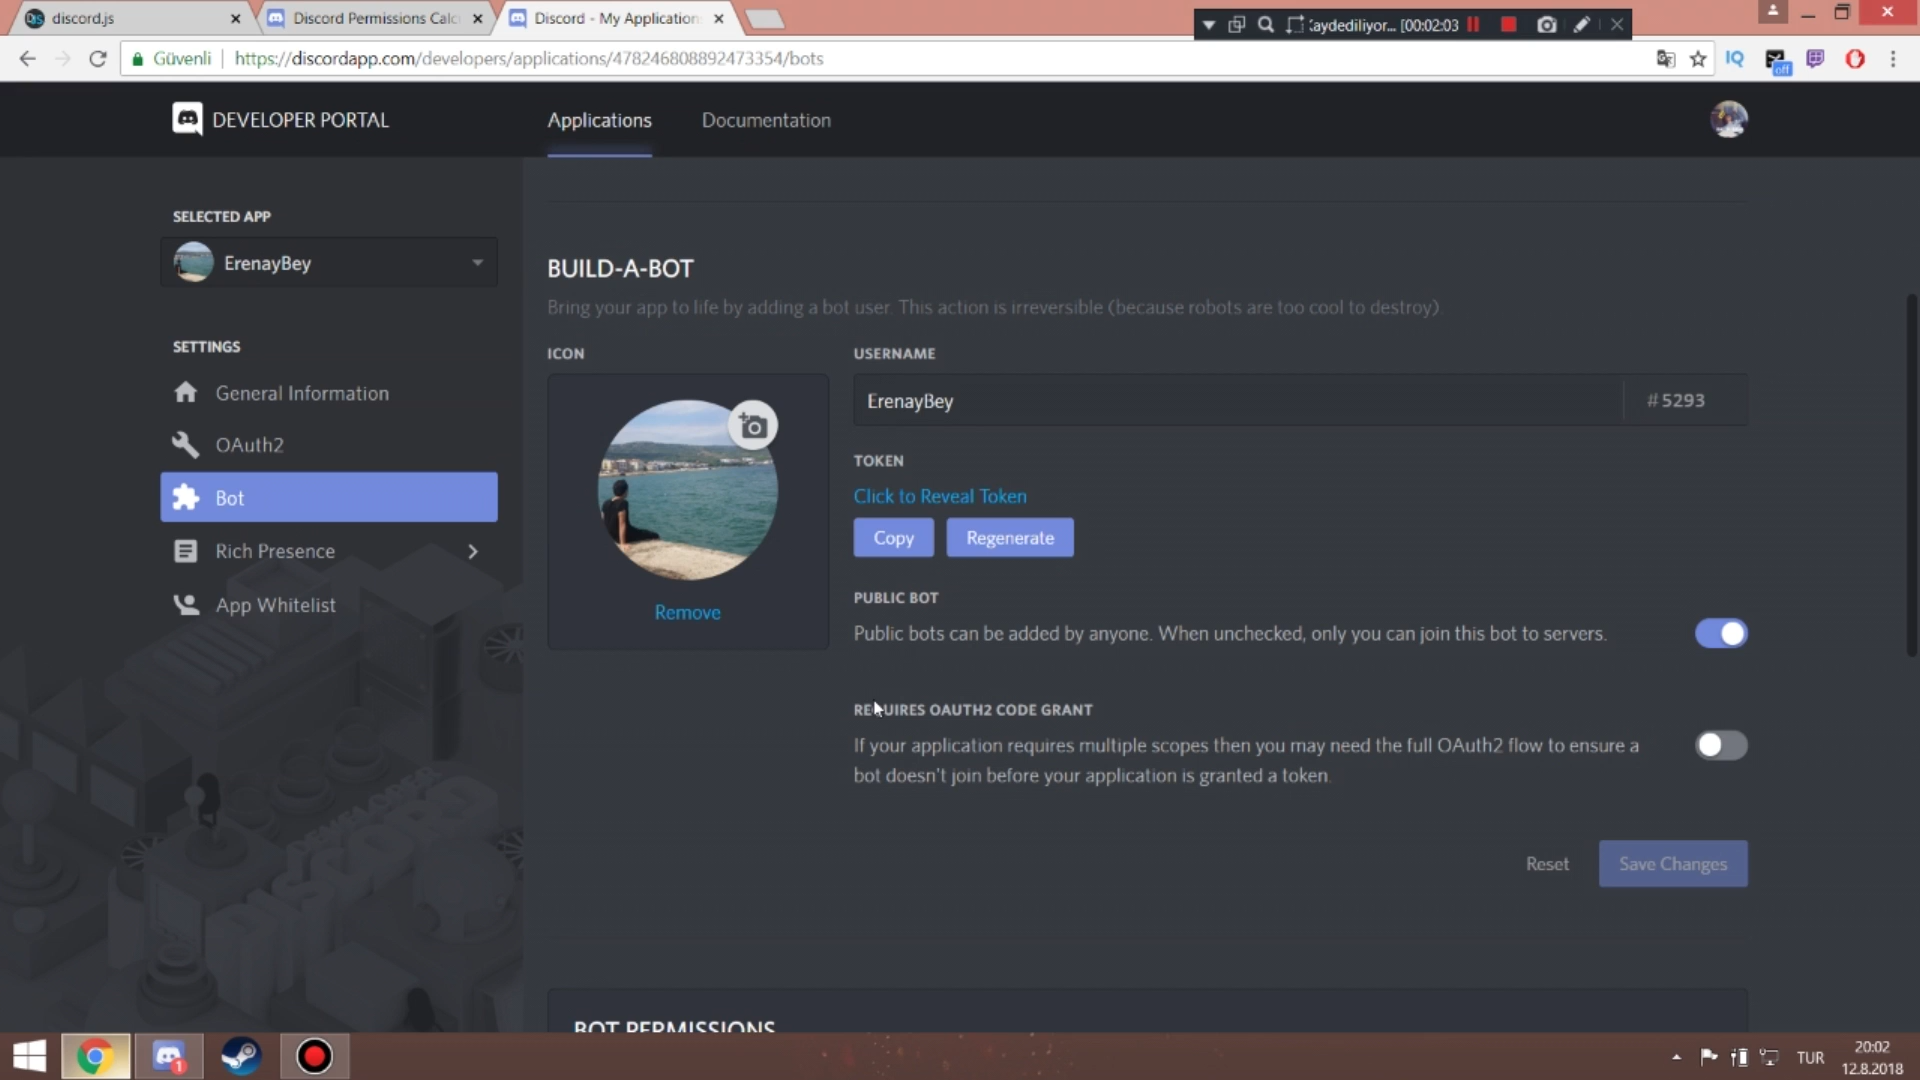 discord.js
Discord Permissions Calc
Discord - My Application
aydediliyor... [00:02:03]
Güvenli
https://discordapp.com/developers/applications/478246808892473354/bots
IQ
off
DEVELOPER PORTAL
Applications
Documentation
SELECTED APP
ErenayBey
SETTINGS
General Information
OAuth2
Bot
Rich Presence
App Whitelist
BUILD-A-BOT
Bring your app to life by adding a bot user. This action is irreversible (because robots are too cool to destroy)
ICON
Remove
USERNAME
ErenayBey
#5293
TOKEN
Click to Reveal Token
Copy
Regenerate
PUBLIC BOT
Public bots can be added by anyone. When unchecked, only you can join this bot to servers.
REQUIRES OAUTH2 CODE GRANT
If your application requires multiple scopes then you may need the full OAuth2 flow to ensure a
bot doesn't join before your application is granted a token.
Reset
Save Changes
BOT PERMISSIONS
1
TUR
20:02
12.8.2018